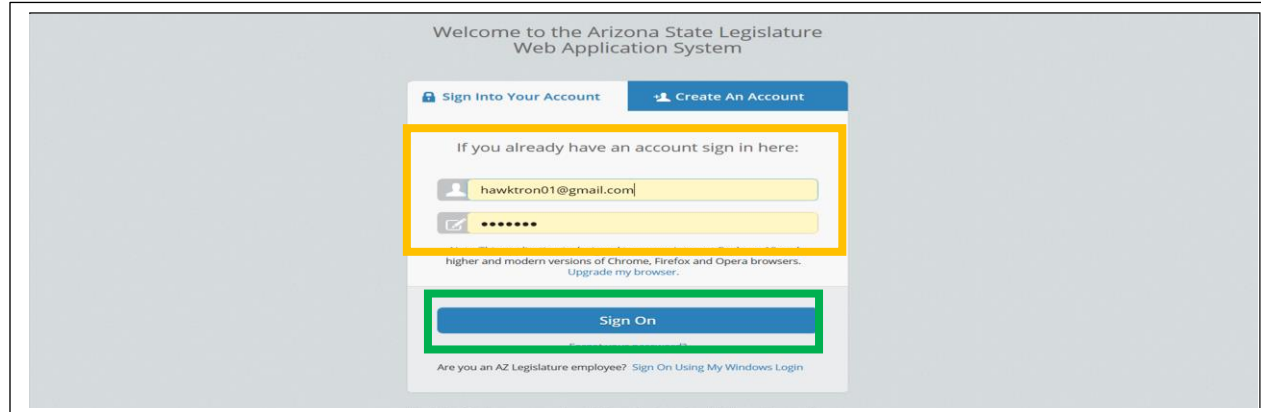 Welcome to the Arizona State Legislature
Web Application System
Sign Into Your Account
Create An Account
If you already have an account sign in here:
hawktron01@gmail.com
•••••••
higher and modern versions of Chrome, Firefox and Opera browsers.
Upgrade my browser.
Sign On
Are you an AZ Legislature employee? Sign On Using My Windows Login